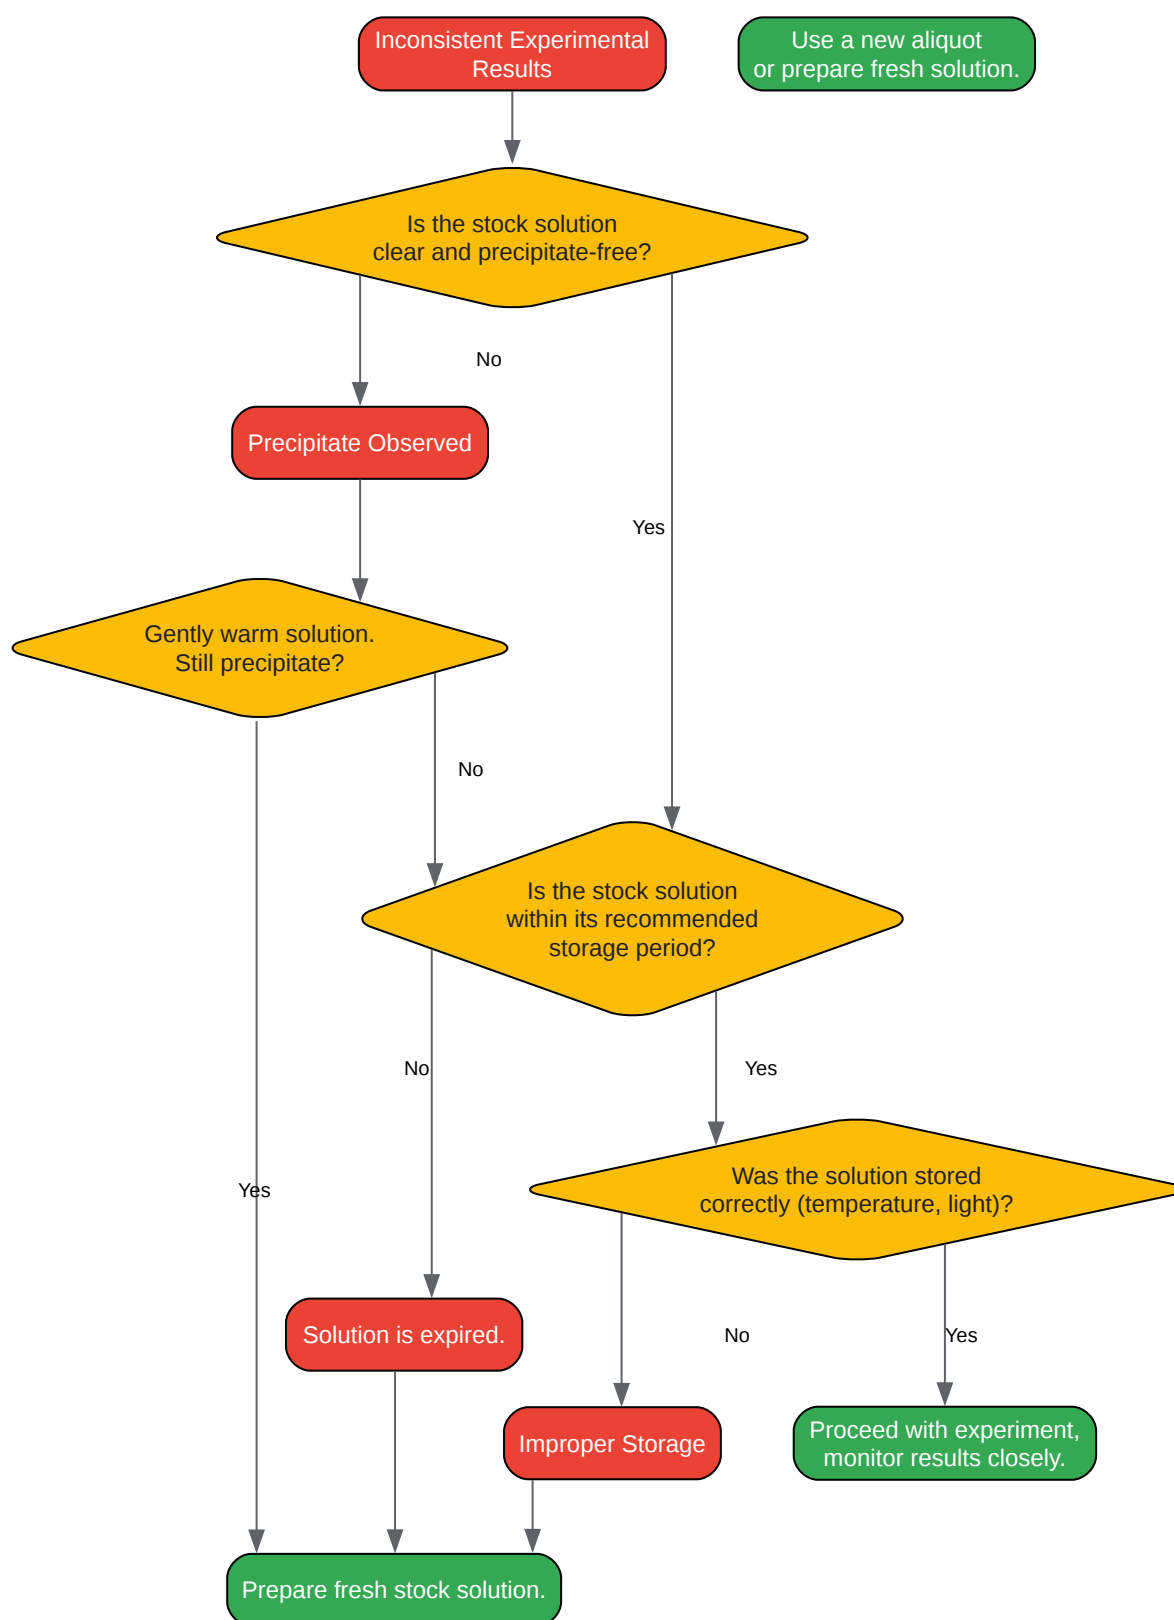 Inconsistent Experimental
Results
Use a new aliquot
or prepare fresh solution.
Is the stock solution
clear and precipitate-free?
No
Precipitate Observed
Yes
Gently warm solution.
Still precipitate?
No
Is the stock solution
within its recommended
storage period?
No
Yes
Was the solution stored
correctly (temperature, light)?
Yes
Solution is expired.
No
Yes
Improper Storage
Proceed with experiment,
monitor results closely.
Prepare fresh stock solution.